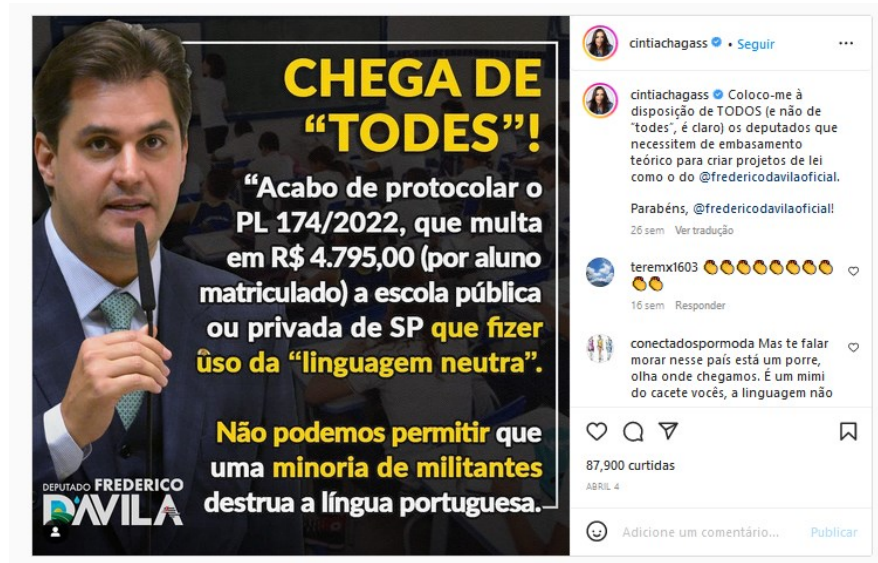 CHEGA DE
"TODES"!
"Acabo de protocolar o
PL 174/2022, que multa
em R$ 4.795,00 (por aluno
matriculado) a escola pública
ou privada de SP que fizer
uso da "linguagem neutra".
Não podemos permitir que
uma minoria de militantes
destrua a língua portuguesa.
DEPUTADO FREDERICO
D'AVILA
cintiachagass • Seguir
cintiachagass Coloco-me à
disposição de TODOS (e não de
"todes", é claro) os deputados que
necessitem de embasamento
teórico para criar projetos de lei
como o do @fredericodavilaoficial.
Parabéns, @fredericodavilaoficial!
26 sem Ver tradução
teremx1603 👏👏👏👏👏👏👏👏
👏👏
16 sem Responder
conectadospormoda Mas te falar
morar nesse país está um porre,
olha onde chegamos. É um mimi
do cacete vocês, a linguagem não
87,900 curtidas
ABRIL 4
Adicione um comentário... Publicar